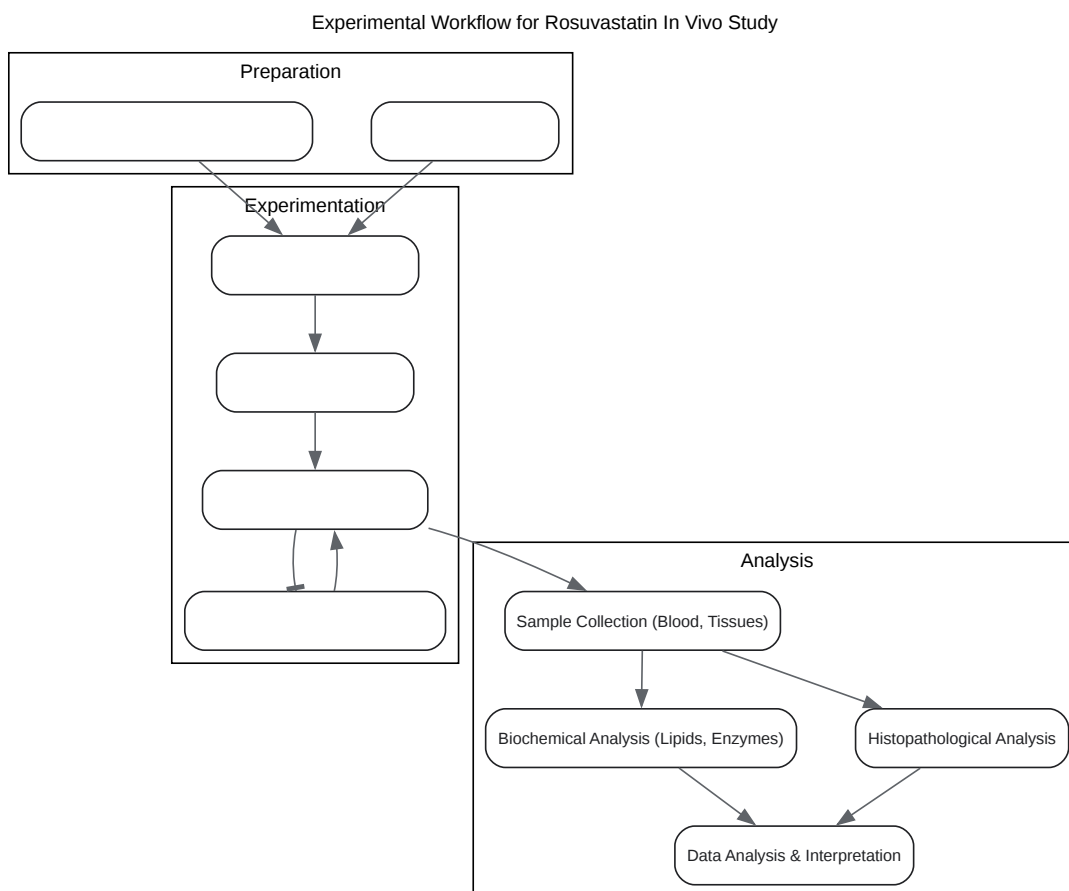 Experimental Workflow for Rosuvastatin In Vivo Study
Preparation
Experimentation
Analysis
Sample Collection (Blood, Tissues)
Biochemical Analysis (Lipids, Enzymes)
Histopathological Analysis
Data Analysis & Interpretation